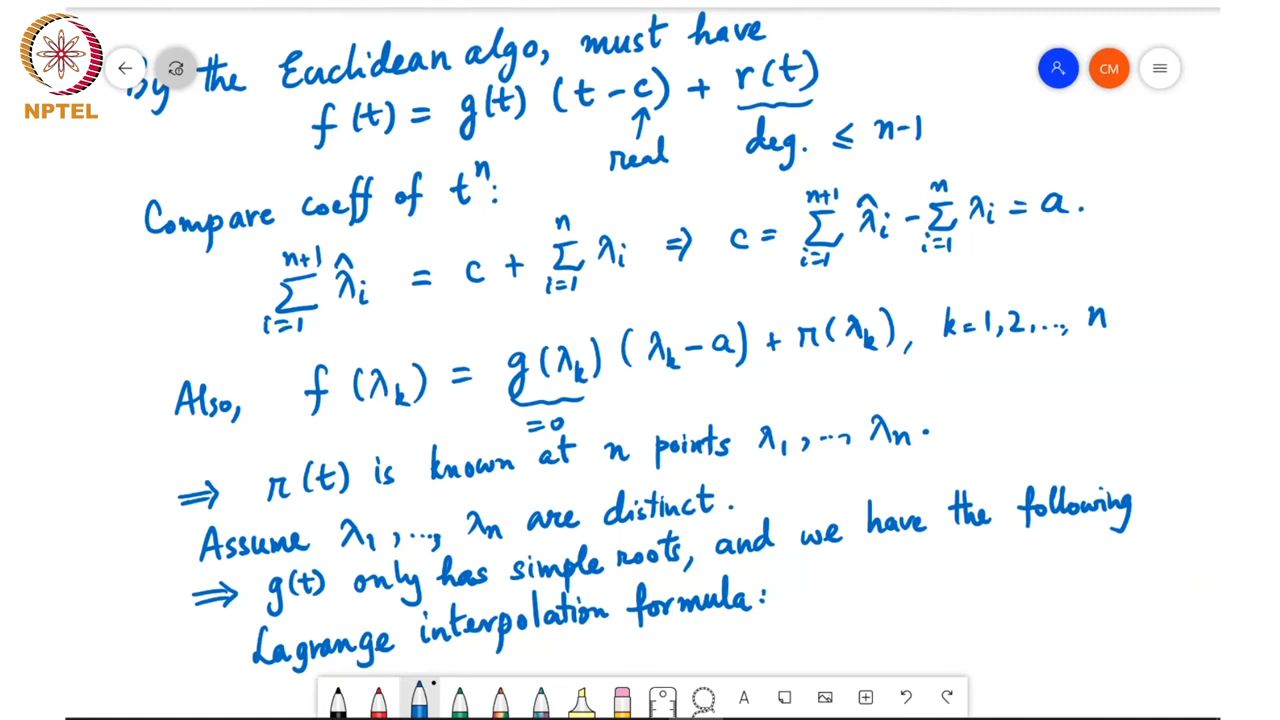 By the Euclidean algo, must have
f(t) = g(t) (t - c) + r(t)
↑ real
deg. ≤ n-1
Compare coeff of tⁿ:
∑_{i=1}^{n+1} λ̂_i = c + ∑_{i=1}^{n} λ_i ⇒ c = ∑_{i=1}^{n+1} λ̂_i - ∑_{i=1}^{n} λ_i = a.
Also, f(λ_k) = g(λ_k) (λ_k - a) + r(λ_k), k=1,2,..., n
=0
⇒ r(t) is known at n points λ_1, ..., λ_n.
Assume λ_1, ..., λ_n are distinct.
⇒ g(t) only has simple roots, and we have the following
Lagrange interpolation formula:
NPTEL
CM
A